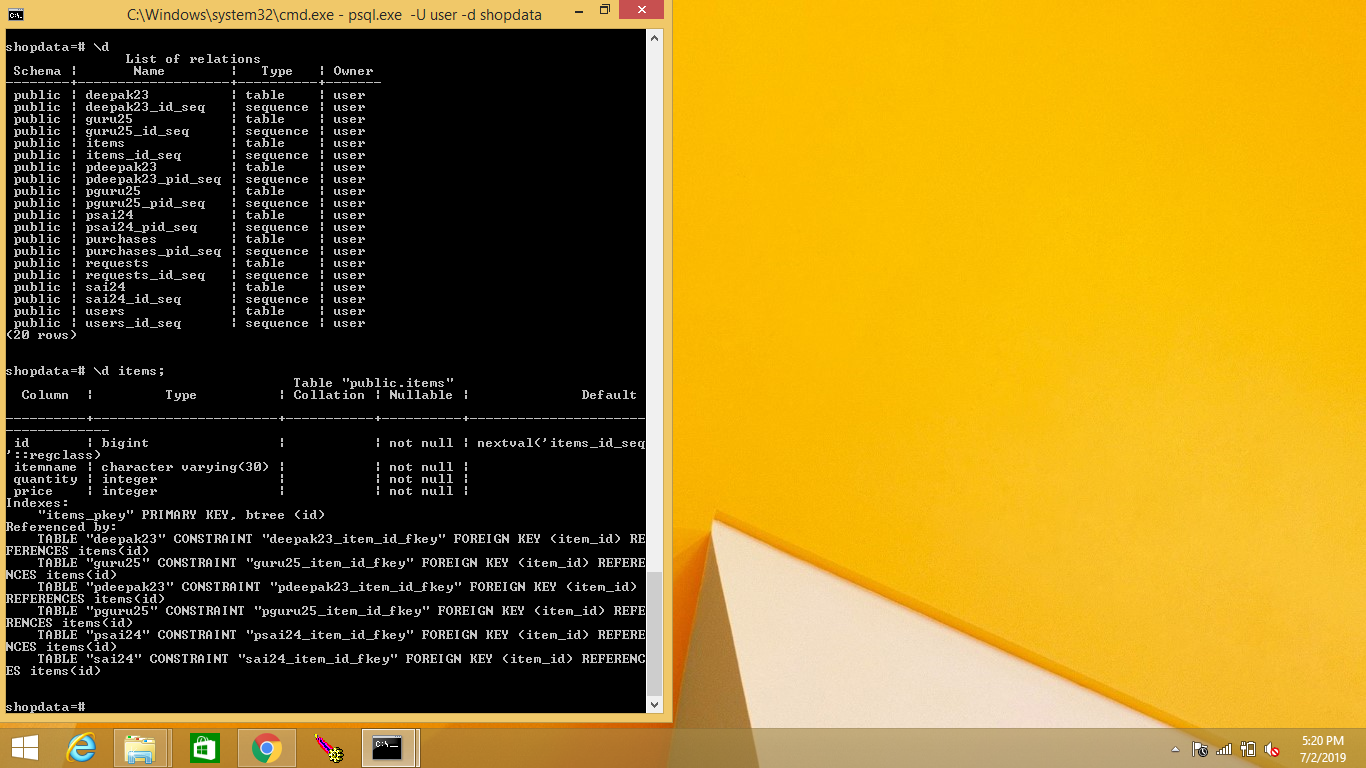 C:\Windows\system32\cmd.exe - psql.exe  -U user -d shopdata
shopdata=# \d
               List of relations
 Schema |       Name        |   Type   | Owner
--------+-------------------+----------+-------
 public | deepak23          | table    | user
 public | deepak23_id_seq   | sequence | user
 public | guru25            | table    | user
 public | guru25_id_seq     | sequence | user
 public | items             | table    | user
 public | items_id_seq      | sequence | user
 public | pdeepak23         | table    | user
 public | pdeepak23_pid_seq | sequence | user
 public | pguru25           | table    | user
 public | pguru25_pid_seq   | sequence | user
 public | psai24            | table    | user
 public | psai24_pid_seq    | sequence | user
 public | purchases         | table    | user
 public | purchases_pid_seq | sequence | user
 public | requests          | table    | user
 public | requests_id_seq   | sequence | user
 public | sai24             | table    | user
 public | sai24_id_seq      | sequence | user
 public | users             | table    | user
 public | users_id_seq      | sequence | user
(20 rows)
shopdata=# \d items;
                                    Table "public.items"
  Column  |         Type          | Collation | Nullable |              Default
----------+-----------------------+-----------+----------+----------------------
-------------
 id       | bigint                |           | not null | nextval('items_id_seq
'::regclass)
 itemname | character varying(30) |           | not null |
 quantity | integer               |           | not null |
 price    | integer               |           | not null |
Indexes:
    "items_pkey" PRIMARY KEY, btree (id)
Referenced by:
    TABLE "deepak23" CONSTRAINT "deepak23_item_id_fkey" FOREIGN KEY (item_id) RE
FERENCES items(id)
    TABLE "guru25" CONSTRAINT "guru25_item_id_fkey" FOREIGN KEY (item_id) REFERE
NCES items(id)
    TABLE "pdeepak23" CONSTRAINT "pdeepak23_item_id_fkey" FOREIGN KEY (item_id)
REFERENCES items(id)
    TABLE "pguru25" CONSTRAINT "pguru25_item_id_fkey" FOREIGN KEY (item_id) REFE
RENCES items(id)
    TABLE "psai24" CONSTRAINT "psai24_item_id_fkey" FOREIGN KEY (item_id) REFERE
NCES items(id)
    TABLE "sai24" CONSTRAINT "sai24_item_id_fkey" FOREIGN KEY (item_id) REFERENC
ES items(id)
shopdata=#
5:20 PM
7/2/2019